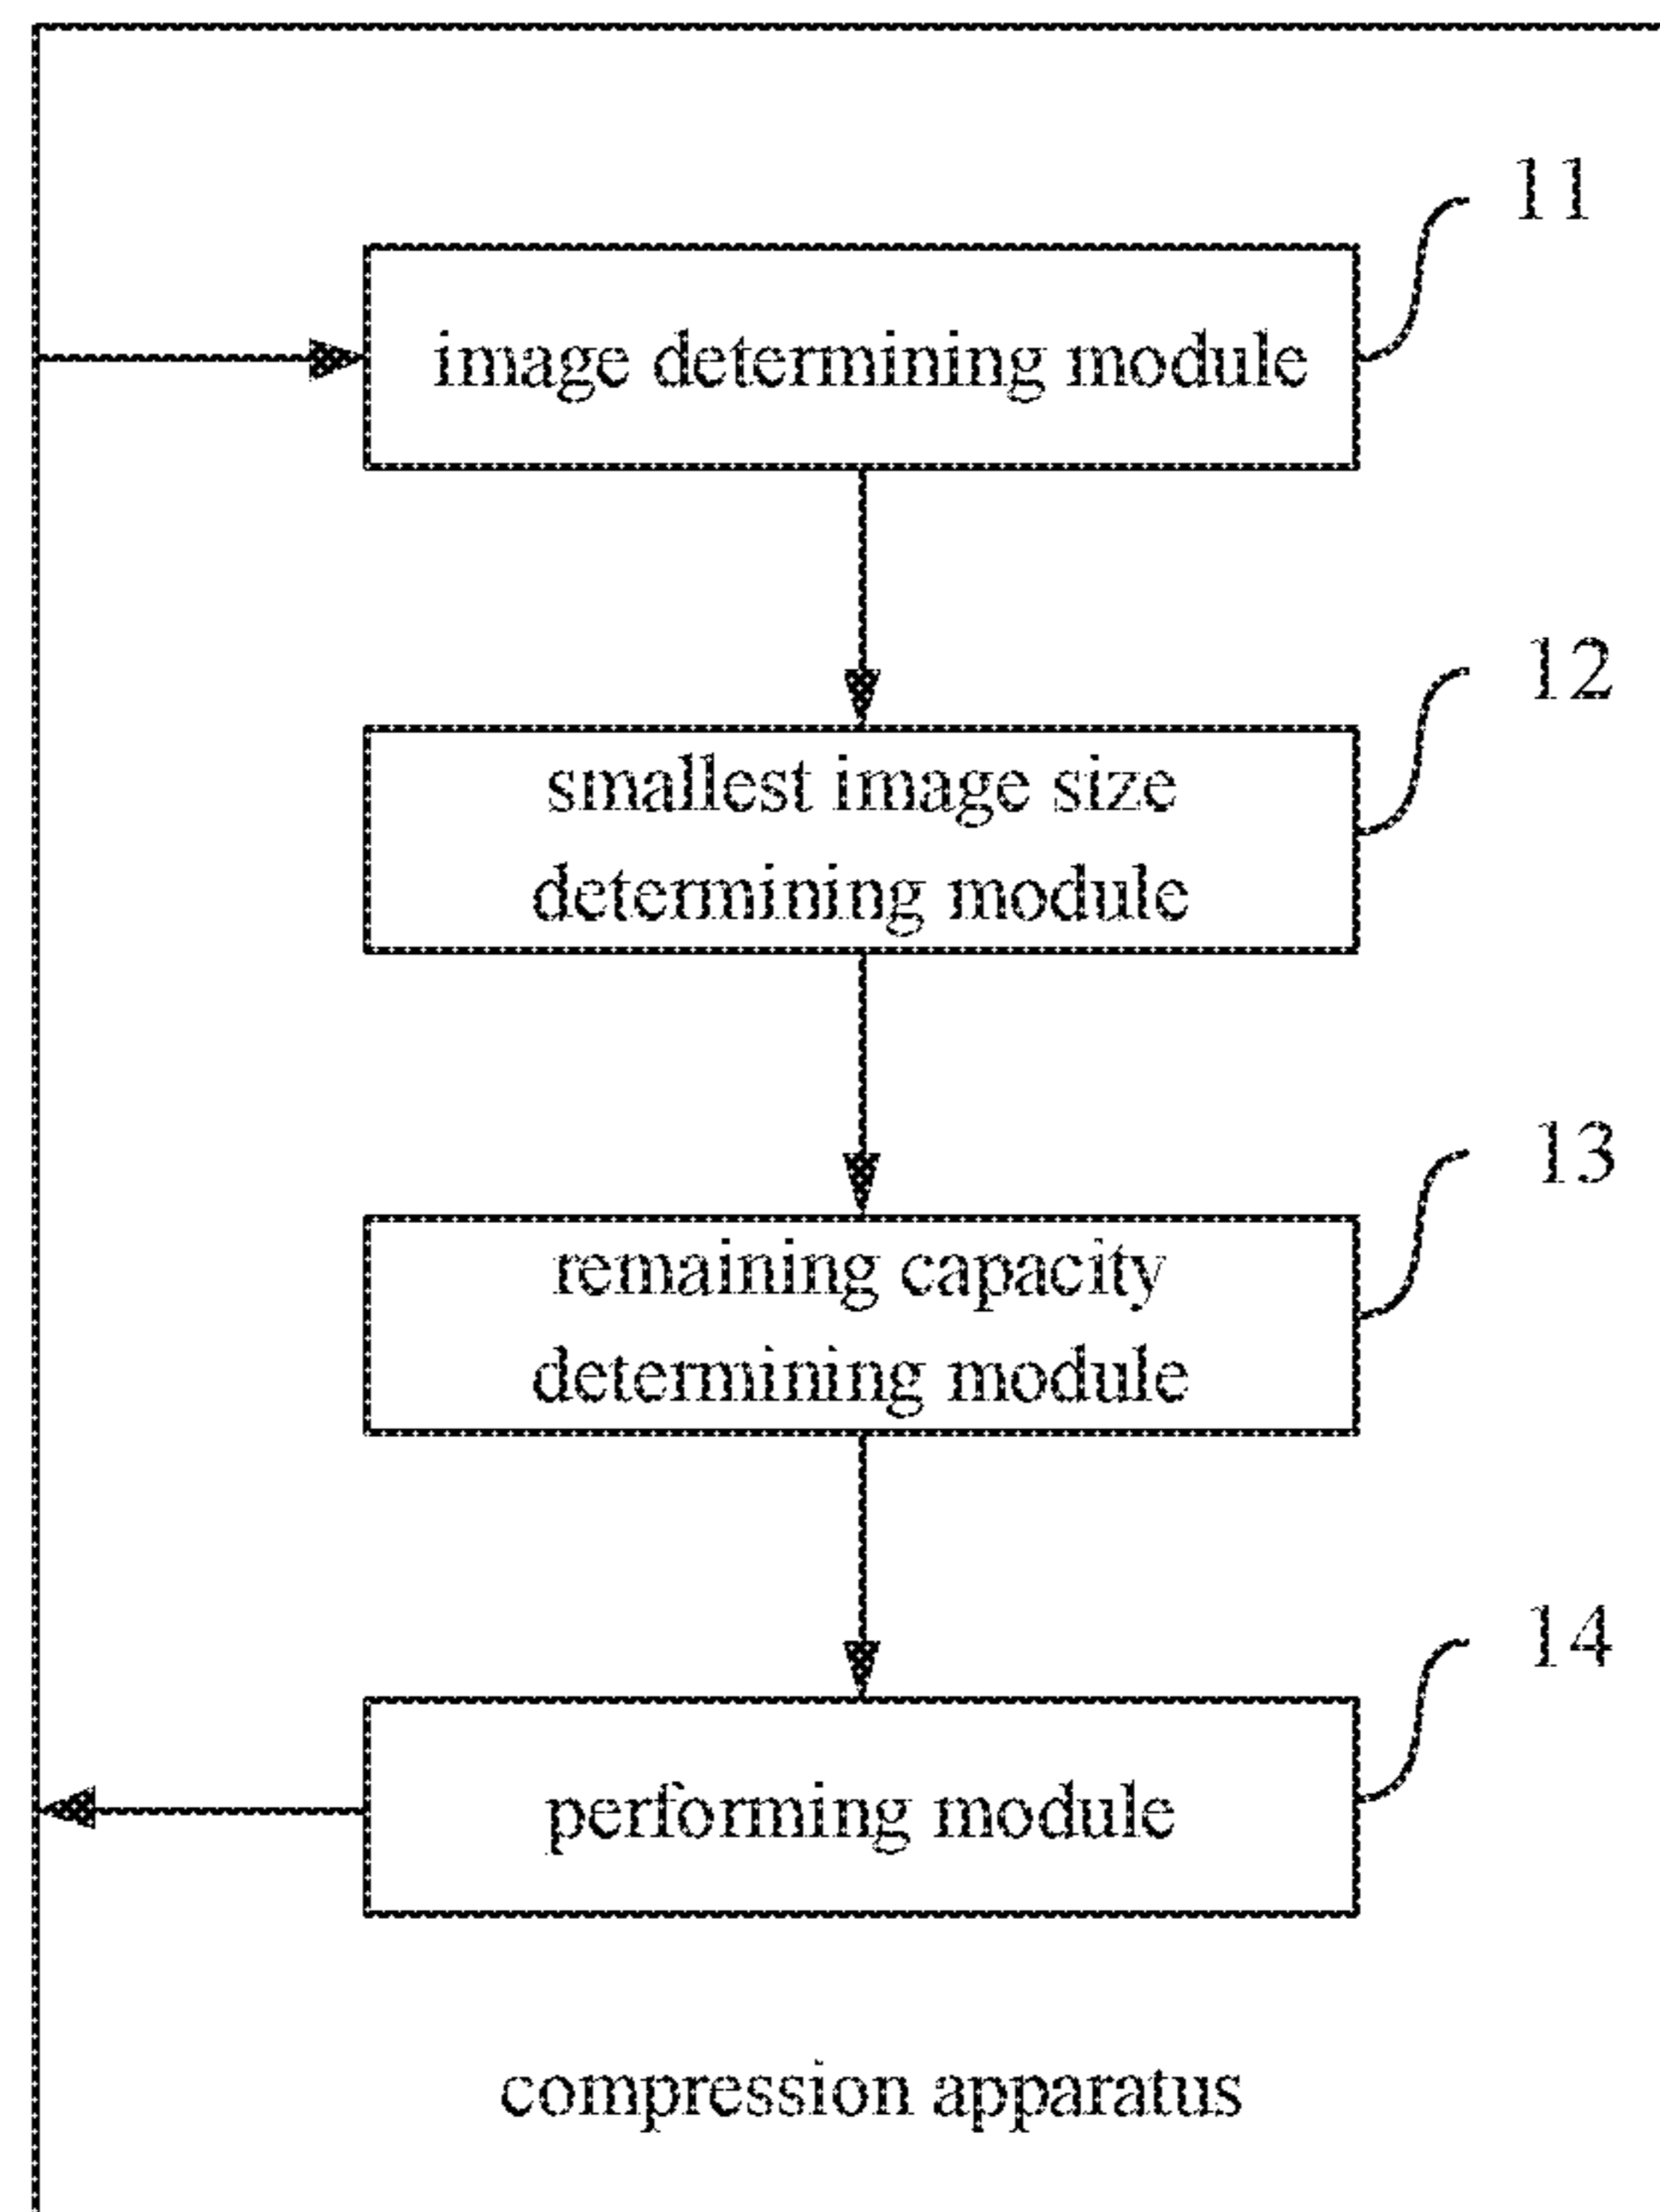 11
image determining module
12
smallest image size
determining module
13
remaining capacity
determining module
14
performing module
compression apparatus